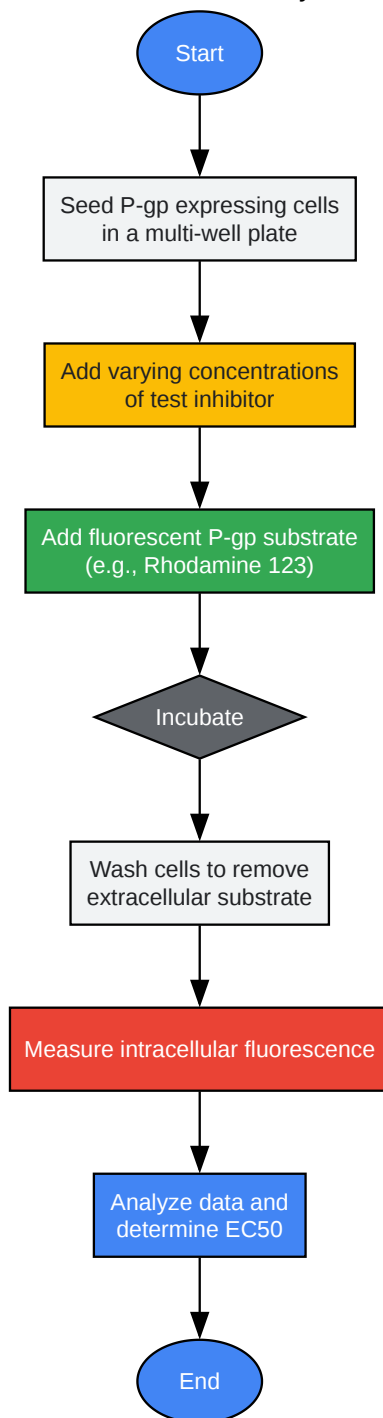 Start
Seed P-gp expressing cells
in a multi-well plate
Add varying concentrations
of test inhibitor
Add fluorescent P-gp substrate
(e.g., Rhodamine 123)
Incubate
Wash cells to remove
extracellular substrate
Measure intracellular fluorescence
Analyze data and
determine EC50
End